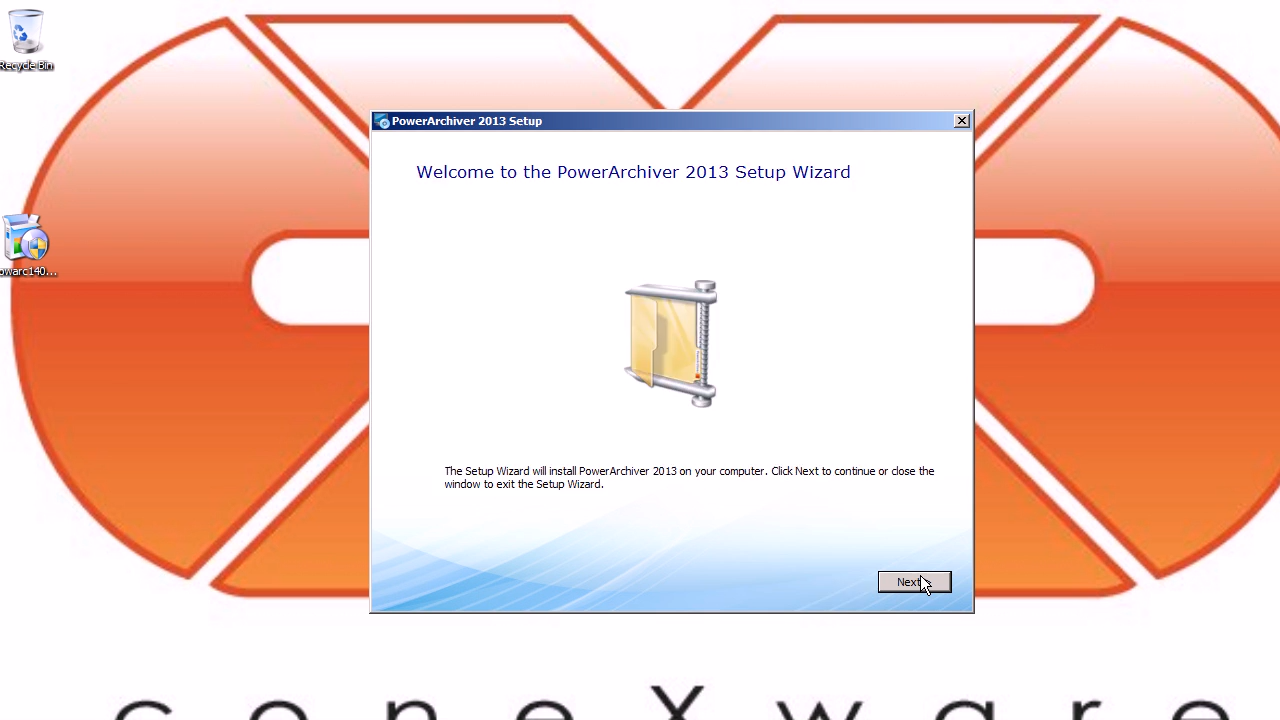 Recycle Bin
PowerArchiver 2013 Setup
Welcome to the PowerArchiver 2013 Setup Wizard
owarc140...
The Setup Wizard will install PowerArchiver 2013 on your computer. Click Next to continue or close the
window to exit the Setup Wizard.
Next
coneXware